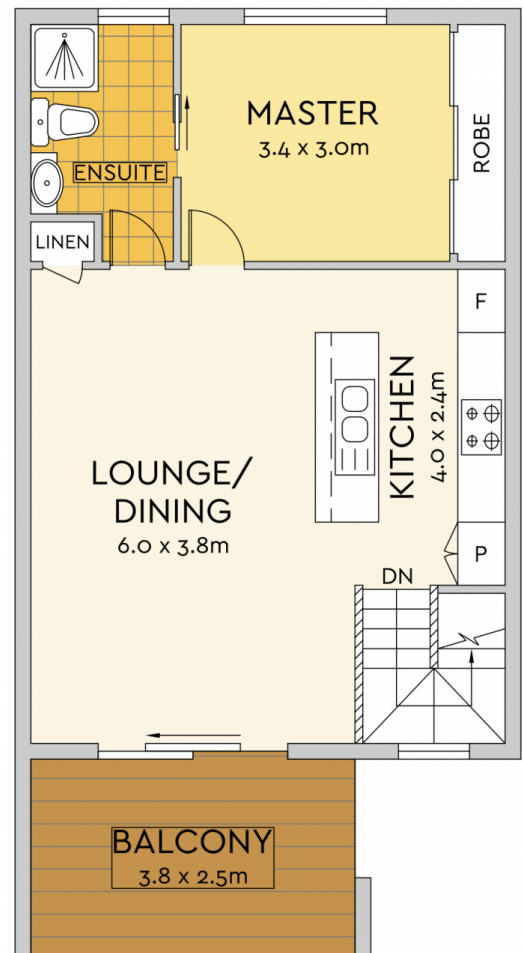 MASTER
3.4 x 3.0m
ROBE
ENSUITE
LINEN
F
KITCHEN
4.0 x 2.4m
LOUNGE/
DINING
6.0 x 3.8m
P
DN
BALCONY
3.8 x 2.5m